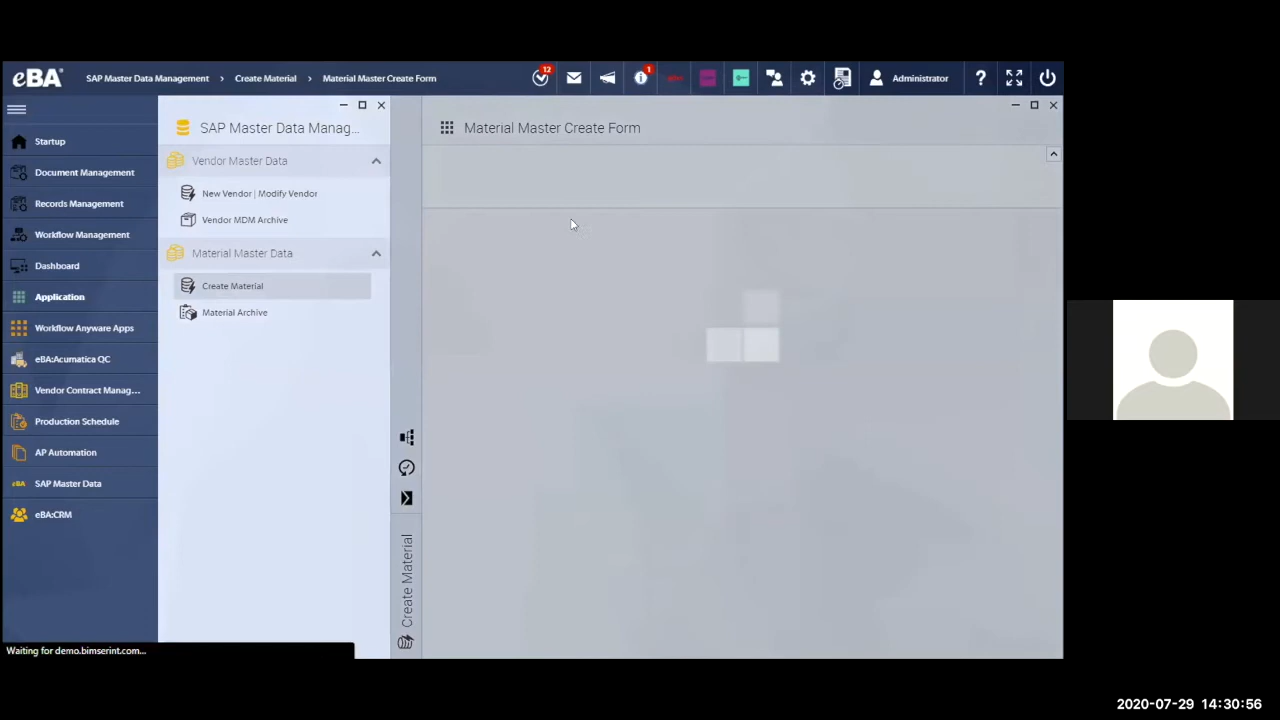 eBA
SAP Master Data Management > Create Material > Material Master Create Form
12
1
Administrator
?
Startup
Document Management
Records Management
Workflow Management
Dashboard
Application
Workflow Anyware Apps
eBA:Acumatica QC
Vendor Contract Manag...
Production Schedule
AP Automation
eBA SAP Master Data
eBA:CRM
SAP Master Data Manag...
Vendor Master Data
New Vendor | Modify Vendor
Vendor MDM Archive
Material Master Data
Create Material
Material Archive
Create Material
Material Master Create Form
Waiting for demo.bimserint.com...
2020-07-29 14:30:56